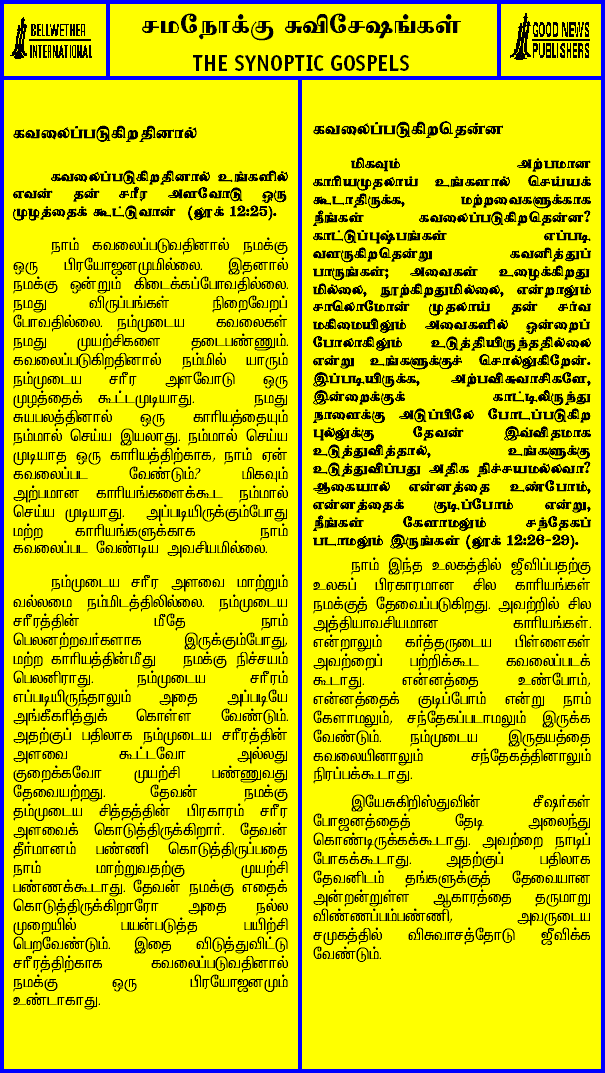 BELLWETHER
INTERNATIONAL
சமநோக்கு சுவிசேஷங்கள்
THE SYNOPTIC GOSPELS
GOOD NEWS
PUBLISHERS
கவலைப்படுகிறதினால்
கவலைப்படுகிறதினால் உங்களில்
எவன் தன் சரீர அளவோடு ஒரு
முழத்தைக் கூட்டுவான் (லூக் 12:25).
நாம் கவலைப்படுவதினால் நமக்கு
ஒரு பிரயோஜனமுமில்லை. இதனால்
நமக்கு ஒன்றும் கிடைக்கப்போவதில்லை.
நமது விருப்பங்கள் நிறைவேறப்
போவதில்லை. நம்முடைய கவலைகள்
நமது முயற்சிகளை தடைபண்ணும்.
கவலைப்படுகிறதினால் நம்மில் யாரும்
நம்முடைய சரீர அளவோடு ஒரு
முழத்தைக் கூட்டமுடியாது. நமது
சுயபலத்தினால் ஒரு காரியத்தையும்
நம்மால் செய்ய இயலாது. நம்மால் செய்ய
முடியாத ஒரு காரியத்திற்காக, நாம் ஏன்
கவலைப்பட வேண்டும்? மிகவும்
அற்பமான காரியங்களைக்கூட நம்மால்
செய்ய முடியாது. அப்படியிருக்கும்போது
மற்ற காரியங்களுக்காக நாம்
கவலைப்பட வேண்டிய அவசியமில்லை.
நம்முடைய சரீர அளவை மாற்றும்
வல்லமை நம்மிடத்திலில்லை. நம்முடைய
சரீரத்தின் மீதே நாம்
பெலனற்றவர்களாக இருக்கும்போது,
மற்ற காரியத்தின்மீது நமக்கு நிச்சயம்
பெலனிராது. நம்முடைய சரீரம்
எப்படியிருந்தாலும் அதை அப்படியே
அங்கீகரித்துக் கொள்ள வேண்டும்.
அதற்குப் பதிலாக நம்முடைய சரீரத்தின்
அளவை கூட்டவோ அல்லது
குறைக்கவோ முயற்சி பண்ணுவது
தேவையற்றது. தேவன் நமக்கு
தம்முடைய சித்தத்தின் பிரகாரம் சரீர
அளவைக் கொடுத்திருக்கிறார். தேவன்
தீர்மானம் பண்ணி கொடுத்திருப்பதை
நாம் மாற்றுவதற்கு முயற்சி
பண்ணக்கூடாது. தேவன் நமக்கு எதைக்
கொடுத்திருக்கிறாரோ அதை நல்ல
முறையில் பயன்படுத்த பயிற்சி
பெறவேண்டும். இதை விடுத்துவிட்டு
சரீரத்திற்காக கவலைப்படுவதினால்
நமக்கு ஒரு பிரயோஜனமும்
உண்டாகாது.
கவலைப்படுகிறதென்ன
மிகவும் அற்பமான
காரியமுதலாய் உங்களால் செய்யக்
கூடாதிருக்க, மற்றவைகளுக்காக
நீங்கள் கவலைப்படுகிறதென்ன?
காட்டுப்புஷ்பங்கள் எப்படி
வளருகிறதென்று கவனித்துப்
பாருங்கள்; அவைகள் உழைக்கிறது
மில்லை, நூற்கிறதுமில்லை, என்றாலும்
சாலொமோன் முதலாய் தன் சர்வ
மகிமையிலும் அவைகளில் ஒன்றைப்
போலாகிலும் உடுத்தியிருந்ததில்லை
என்று உங்களுக்குச் சொல்லுகிறேன்.
இப்படியிருக்க, அற்பவிசுவாசிகளே,
இன்றைக்குக் காட்டிலிருந்து
நாளைக்கு அடுப்பிலே போடப்படுகிற
புல்லுக்கு தேவன் இவ்விதமாக
உடுத்துவித்தால், உங்களுக்கு
உடுத்துவிப்பது அதிக நிச்சயமல்லவா?
ஆகையால் என்னத்தை உண்போம்,
என்னத்தைக் குடிப்போம் என்று,
நீங்கள் கேளாமலும் சந்தேகப்
படாமலும் இருங்கள் (லூக் 12:26-29).
நாம் இந்த உலகத்தில் ஜீவிப்பதற்கு
உலகப் பிரகாரமான சில காரியங்கள்
நமக்குத் தேவைப்படுகிறது. அவற்றில் சில
அத்தியாவசியமான காரியங்கள்.
என்றாலும் கர்த்தருடைய பிள்ளைகள்
அவற்றைப் பற்றிக்கூட கவலைப்படக்
கூடாது. என்னத்தை உண்போம்,
என்னத்தைக் குடிப்போம் என்று நாம்
கேளாமலும், சந்தேகப்படாமலும் இருக்க
வேண்டும். நம்முடைய இருதயத்தை
கவலையினாலும் சந்தேகத்தினாலும்
நிரப்பக்கூடாது.
இயேசுகிறிஸ்துவின் சீஷர்கள்
போஜனத்தைத் தேடி அலைந்து
கொண்டிருக்கக்கூடாது. அவற்றை நாடிப்
போகக்கூடாது. அதற்குப் பதிலாக
தேவனிடம் தங்களுக்குத் தேவையான
அன்றன்றுள்ள ஆகாரத்தை தருமாறு
விண்ணப்பம்பண்ணி, அவருடைய
சமுகத்தில் விசுவாசத்தோடு ஜீவிக்க
வேண்டும்.